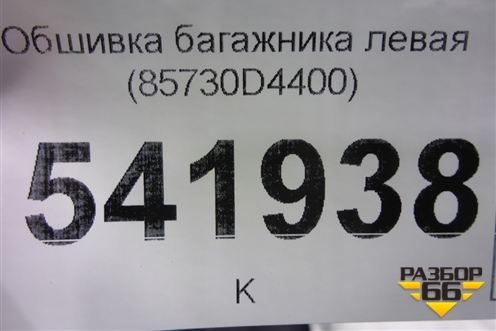 Обшивка багажника левая
(85730D4400)
541938
К
РАЗБОР
66